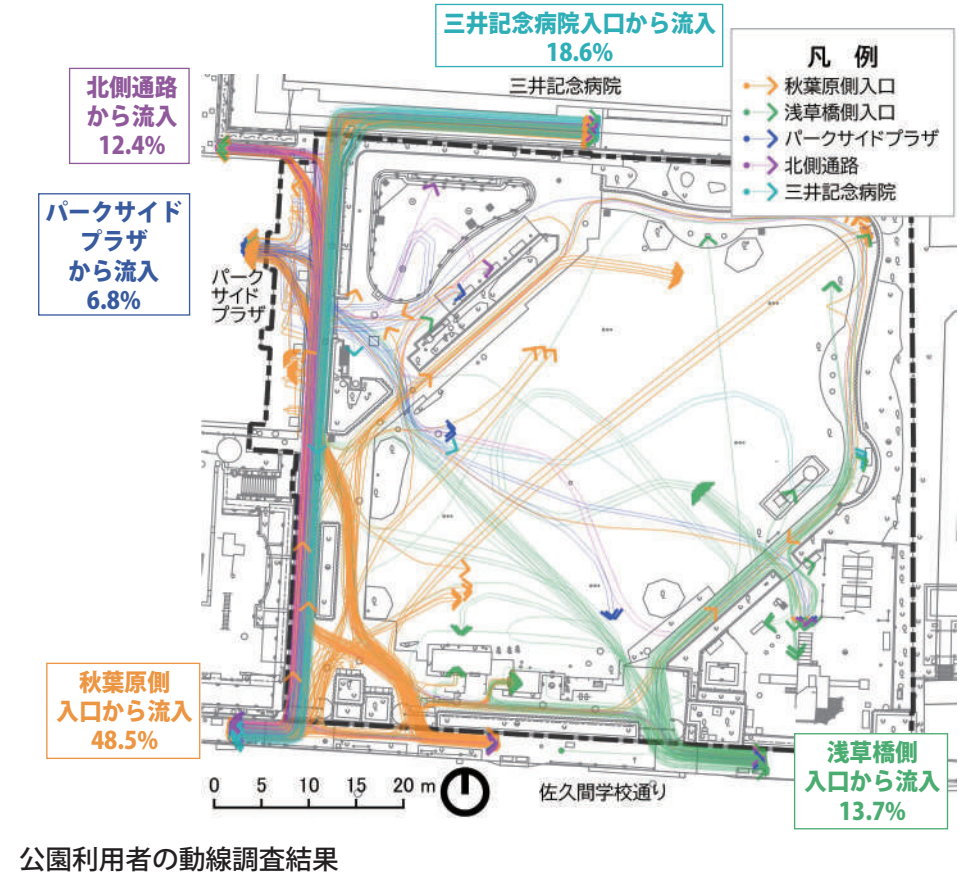 三井記念病院入口から流入
18.6%
凡 例
秋葉原側入口
浅草橋側入口
パークサイドプラザ
北側通路
三井記念病院
三井記念病院
北側通路
から流入
12.4%
パークサイド
プラザ
から流入
6.8%
パーク
サイド
プラザ
秋葉原側
入口から流入
48.5%
浅草橋側
入口から流入
13.7%
0 5 10 15 20 m
佐久間学校通り
公園利用者の動線調査結果